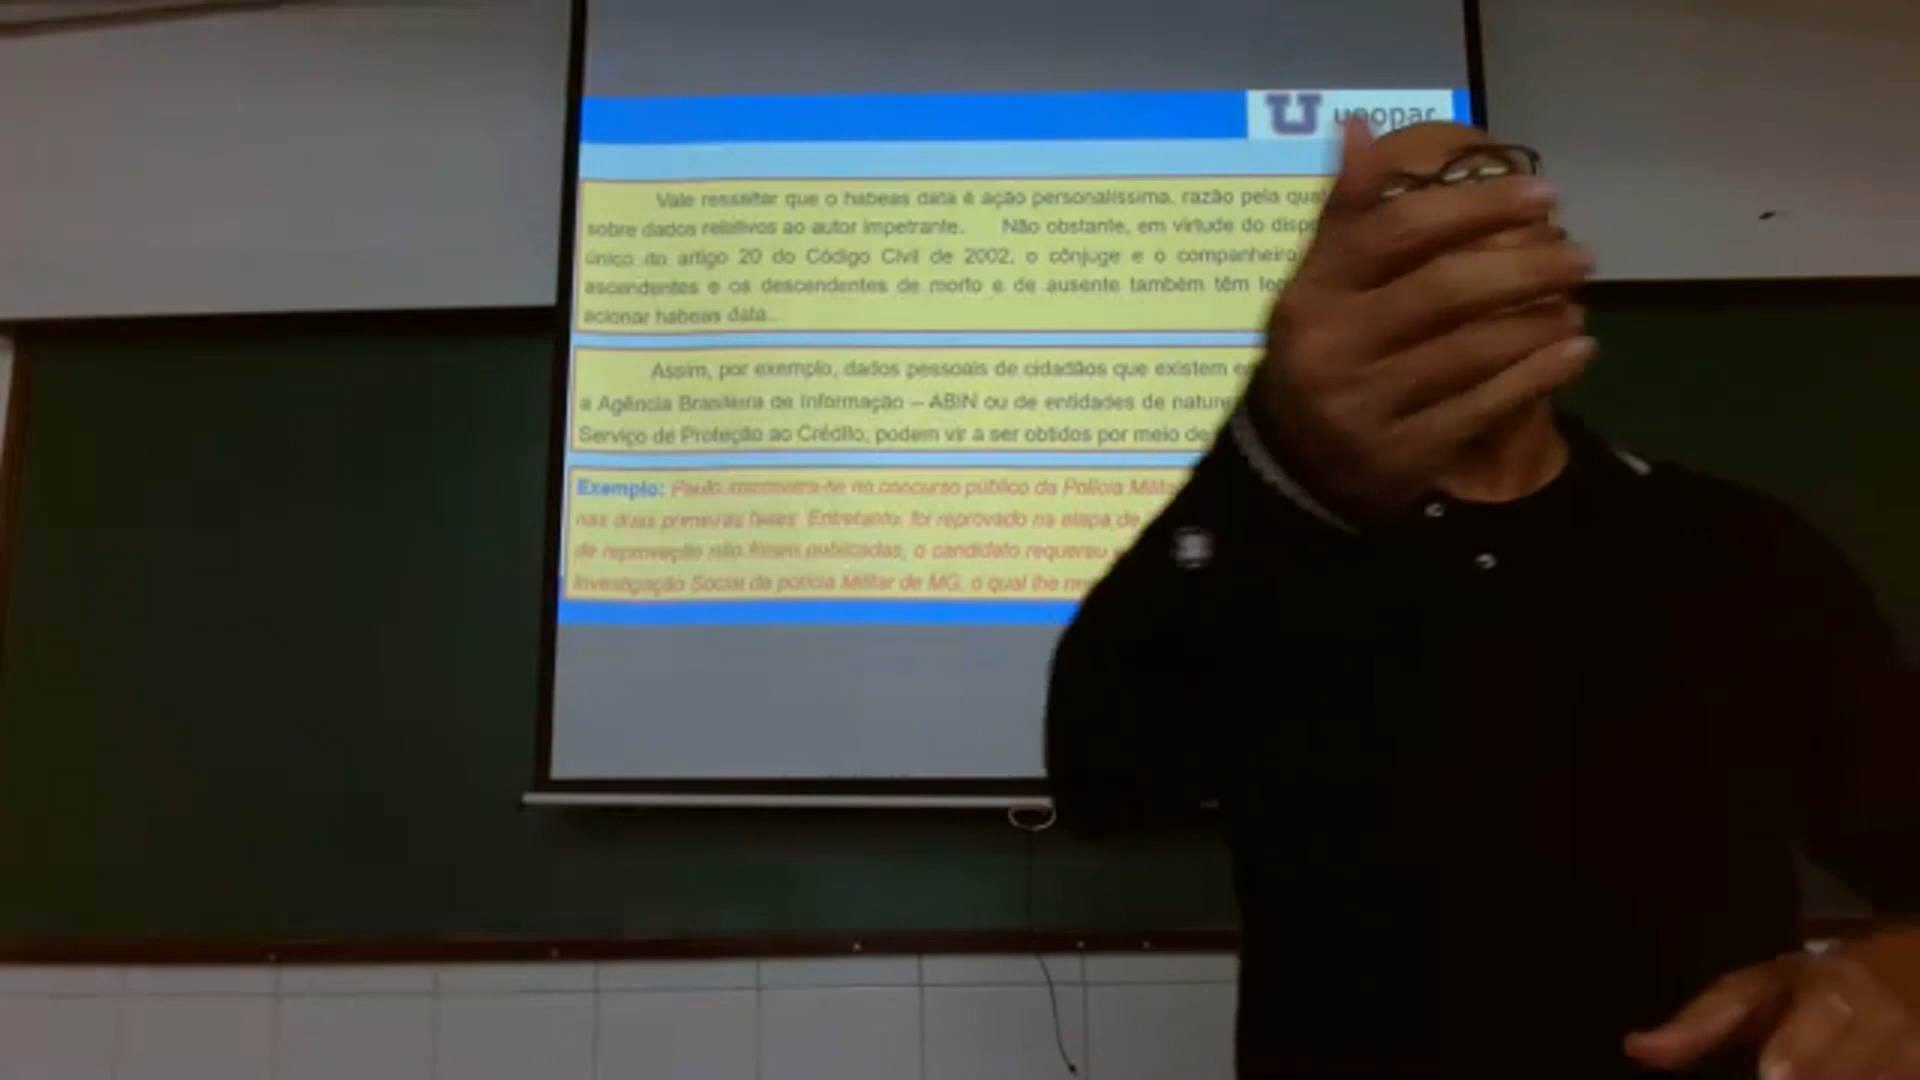 unopar
Vale ressaltar que o habeas data é ação personalíssima, razão pela qual
sobre dados relativos ao autor impetrante. Não obstante, em virtude do
único do artigo 20 do Código Civil de 2002, o cônjuge e o companheiro
ascendentes e os descendentes de morto e de ausente também têm
acionar habeas data...
Assim, por exemplo, dados pessoais de cidadãos que existem
a Agência Brasileira de Informação – ABIN ou de entidades de
Serviço de Proteção ao Crédito, podem vir a ser obtidos por meio de
Exemplo: Paulo no concurso público da Polícia
nas duas primeiras fases. Entretanto, foi reprovado na etapa de
de reprovação não foram publicadas, o candidato requereu
Investigação Social da polícia Militar de MG, o qual lhe